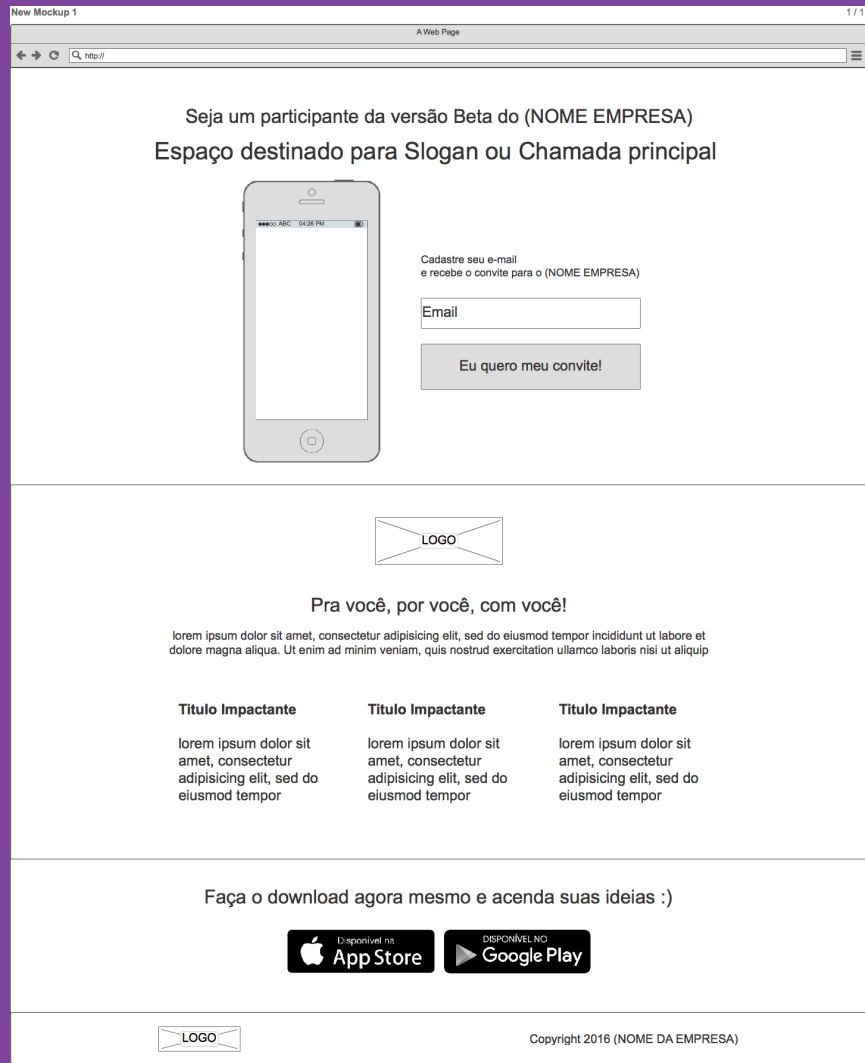 New Mockup 1
1 / 1
A Web Page
http://
Seja um participante da versão Beta do (NOME EMPRESA)
Espaço destinado para Slogan ou Chamada principal
ABC 04:26 PM
Cadastre seu e-mail
e recebe o convite para o (NOME EMPRESA)
Email
Eu quero meu convite!
LOGO
Pra você, por você, com você!
lorem ipsum dolor sit amet, consectetur adipisicing elit, sed do eiusmod tempor incididunt ut labore et
dolore magna aliqua. Ut enim ad minim veniam, quis nostrud exercitation ullamco laboris nisi ut aliquip
Titulo Impactante
lorem ipsum dolor sit
amet, consectetur
adipisicing elit, sed do
eiusmod tempor
Titulo Impactante
lorem ipsum dolor sit
amet, consectetur
adipisicing elit, sed do
eiusmod tempor
Titulo Impactante
lorem ipsum dolor sit
amet, consectetur
adipisicing elit, sed do
eiusmod tempor
Faça o download agora mesmo e acenda suas ideias :)
Disponível na
App Store
DISPONÍVEL NO
Google Play
LOGO
Copyright 2016 (NOME DA EMPRESA)